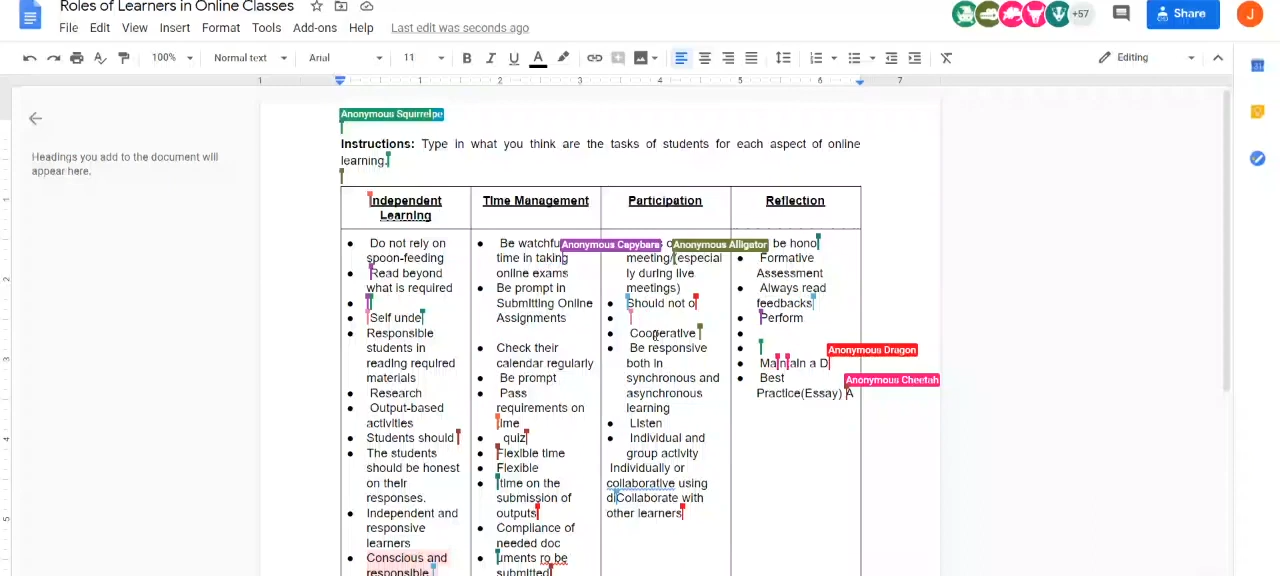 Roles of Learners in Online Classes
File Edit View Insert Format Tools Add-ons Help Last edit was seconds ago
+57
Share
J
100% Normal text Arial 11 B I U A Editing
1 1 2 3 4 5 6 7
Headings you add to the document will
appear here.
Anonymous Squirrel
Instructions: Type in what you think are the tasks of students for each aspect of online
learning.
Independent
Learning
Do not rely on
spoon-feeding
Read beyond
what is required
Self unde
Responsible
students in
reading required
materials
Research
Output-based
activities
Students should
The students
should be honest
on their
responses.
Independent and
responsive
learners
Conscious and
responsible
Time Management
Be watchfu
time in taking
online exams
Be prompt in
Submitting Online
Assignments
Check their
calendar regularly
Be prompt
Pass
requirements on
time
quiz
Flexible time
Flexible
time on the
submission of
outputs
Compliance of
needed doc
uments ro be
submitted
Participation
Anonymous Capybara
Anonymous Alligator
meeting/(especial
ly during live
meetings)
Should not o
Cooperative
Be responsive
both in
synchronous and
asynchronous
learning
Listen
Individual and
group activity
Individually or
collaborative using
diCollaborate with
other learners
Reflection
be hono
Formative
Assessment
Always read
feedbacks
Perform
Anonymous Dragon
Maintain a D
Best
Anonymous Cheetah
Practice(Essay) A